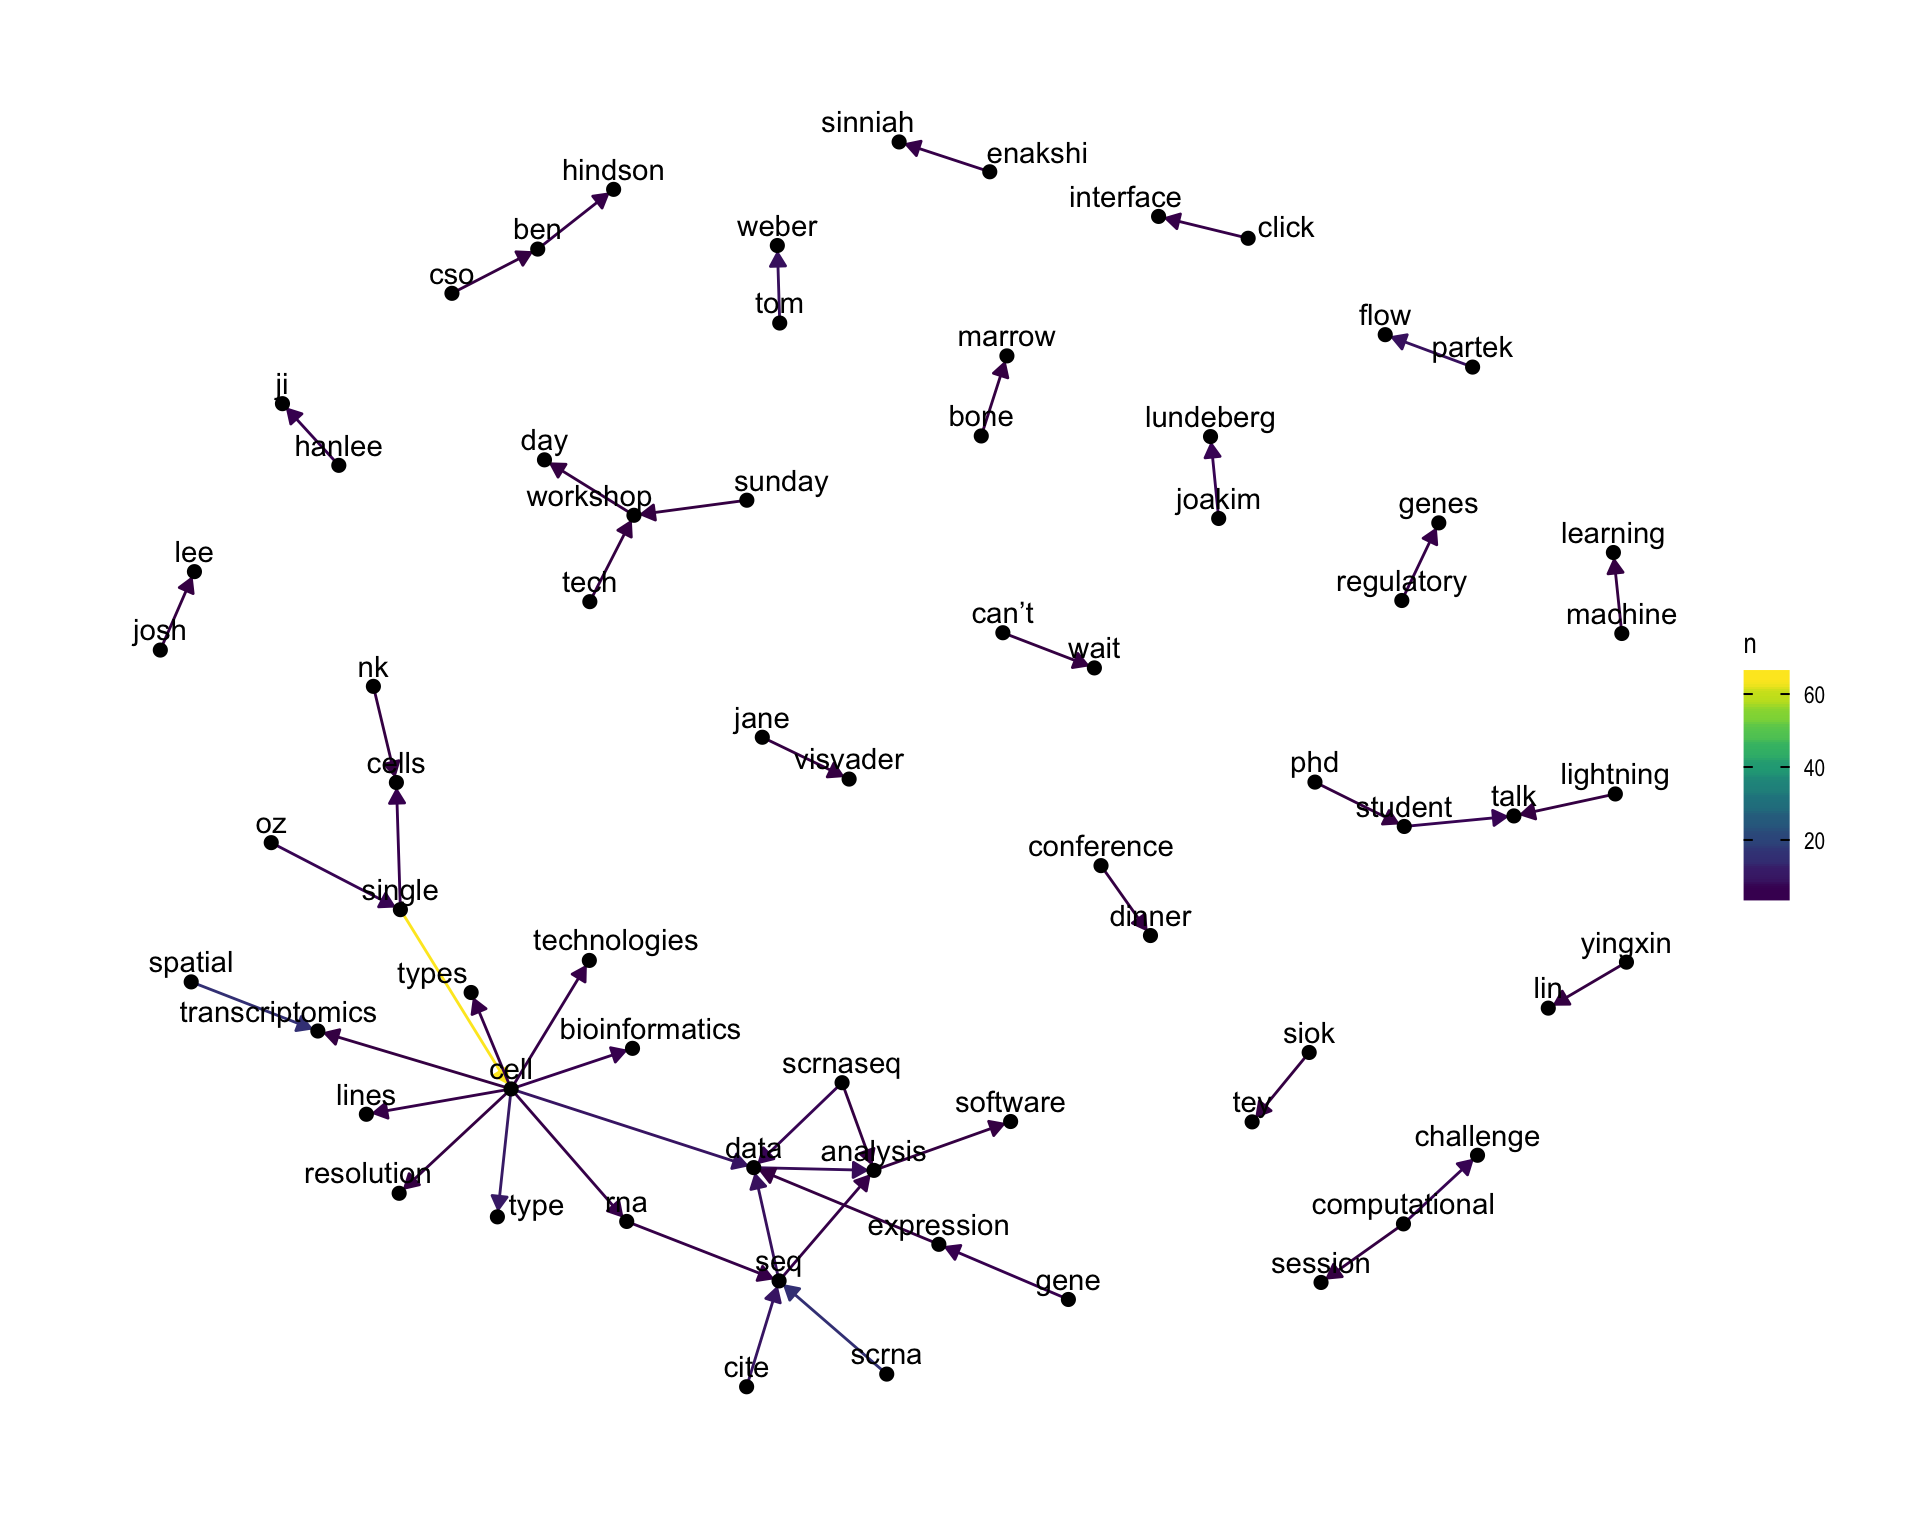 sinniah
enakshi
hindson
interface
ben
weber
click
cso
tom
flow
marrow
partek
ji
bone
lundeberg
hanlee
day
workshop
sunday
joakim
genes
learning
lee
tech
regulatory
josh
can’t
machine
wait
nk
n
60
jane
cells
visvader
40
phd
lightning
student
talk
oz
20
conference
single
dinner
technologies
yingxin
spatial
types
lin
transcriptomics
bioinformatics
siok
cell
scrnaseq
lines
software
tey
data
analysis
challenge
resolution
type
rna
expression
computational
seq
gene
session
cite
scrna